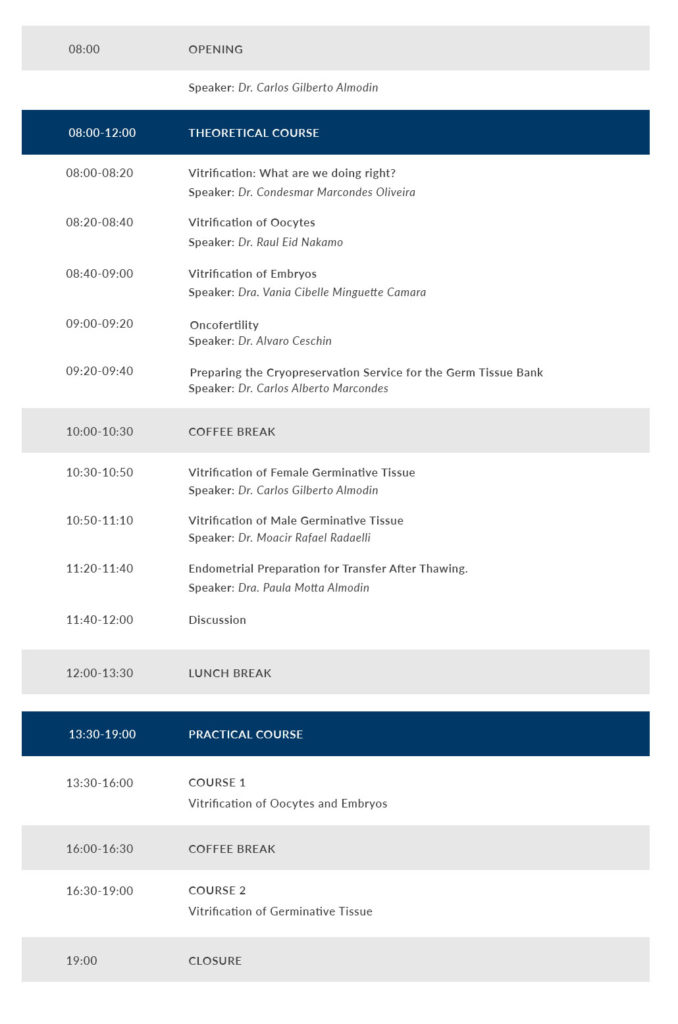 08:00 OPENING
Speaker: Dr. Carlos Gilberto Almodin
08:00-12:00 THEORETICAL COURSE
08:00-08:20 Vitrification: What are we doing right?
Speaker: Dr. Condesmar Marcondes Oliveira
08:20-08:40 Vitrification of Oocytes
Speaker: Dr. Raul Eid Nakamo
08:40-09:00 Vitrification of Embryos
Speaker: Dra. Vania Cibelle Minguette Camara
09:00-09:20 Oncofertility
Speaker: Dr. Alvaro Ceschin
09:20-09:40 Preparing the Cryopreservation Service for the Germ Tissue Bank
Speaker: Dr. Carlos Alberto Marcondes
10:00-10:30 COFFEE BREAK
10:30-10:50 Vitrification of Female Germinative Tissue
Speaker: Dr. Carlos Gilberto Almodin
10:50-11:10 Vitrification of Male Germinative Tissue
Speaker: Dr. Moacir Rafael Radaelli
11:20-11:40 Endometrial Preparation for Transfer After Thawing.
Speaker: Dra. Paula Motta Almodin
11:40-12:00 Discussion
12:00-13:30 LUNCH BREAK
13:30-19:00 PRACTICAL COURSE
13:30-16:00 COURSE 1
Vitrification of Oocytes and Embryos
16:00-16:30 COFFEE BREAK
16:30-19:00 COURSE 2
Vitrification of Germinative Tissue
19:00 CLOSURE